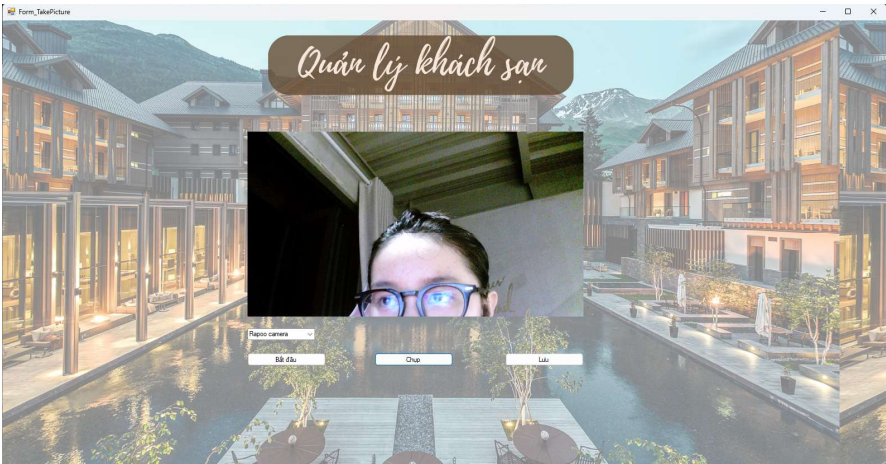 Form_TakePicture
Quản lý khách sạn
Rapoo camera
Bắt đầu
Chụp
Lưu